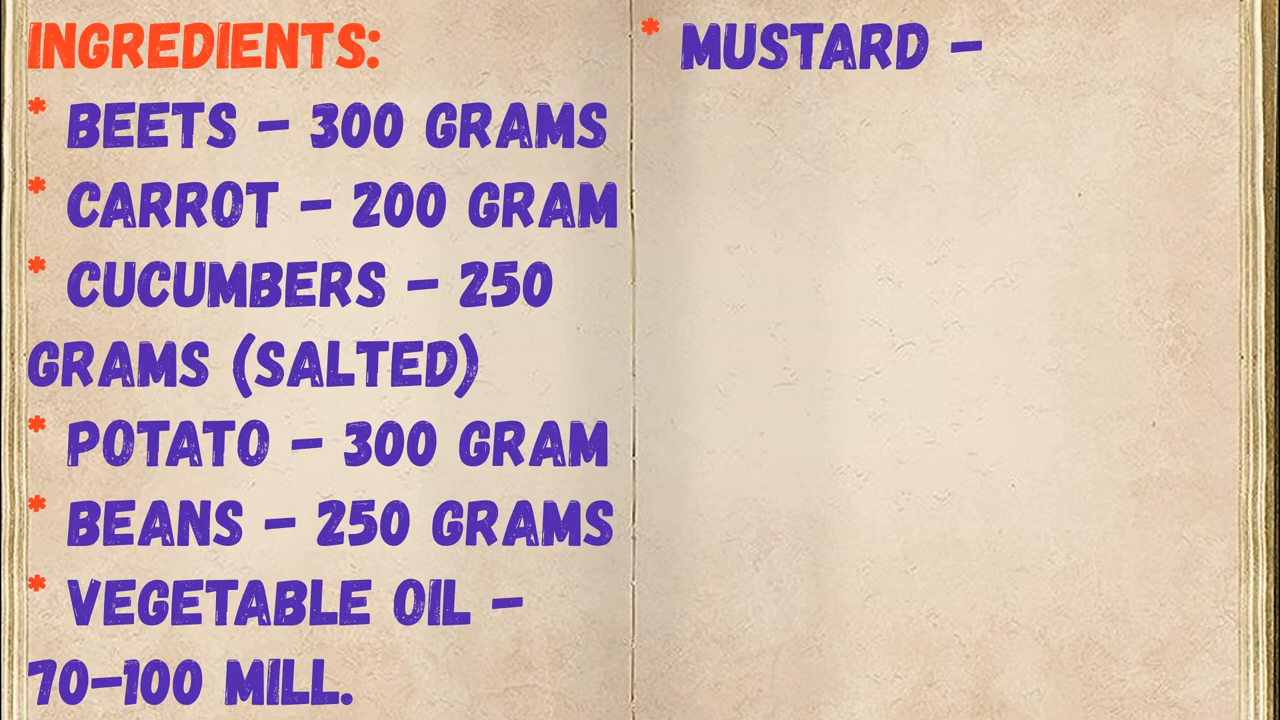 INGREDIENTS:
* BEETS – 300 GRAMS
* CARROT – 200 GRAM
* CUCUMBERS – 250
GRAMS (SALTED)
* POTATO – 300 GRAM
* BEANS – 250 GRAMS
* VEGETABLE OIL –
70–100 MILL.
* MUSTARD –